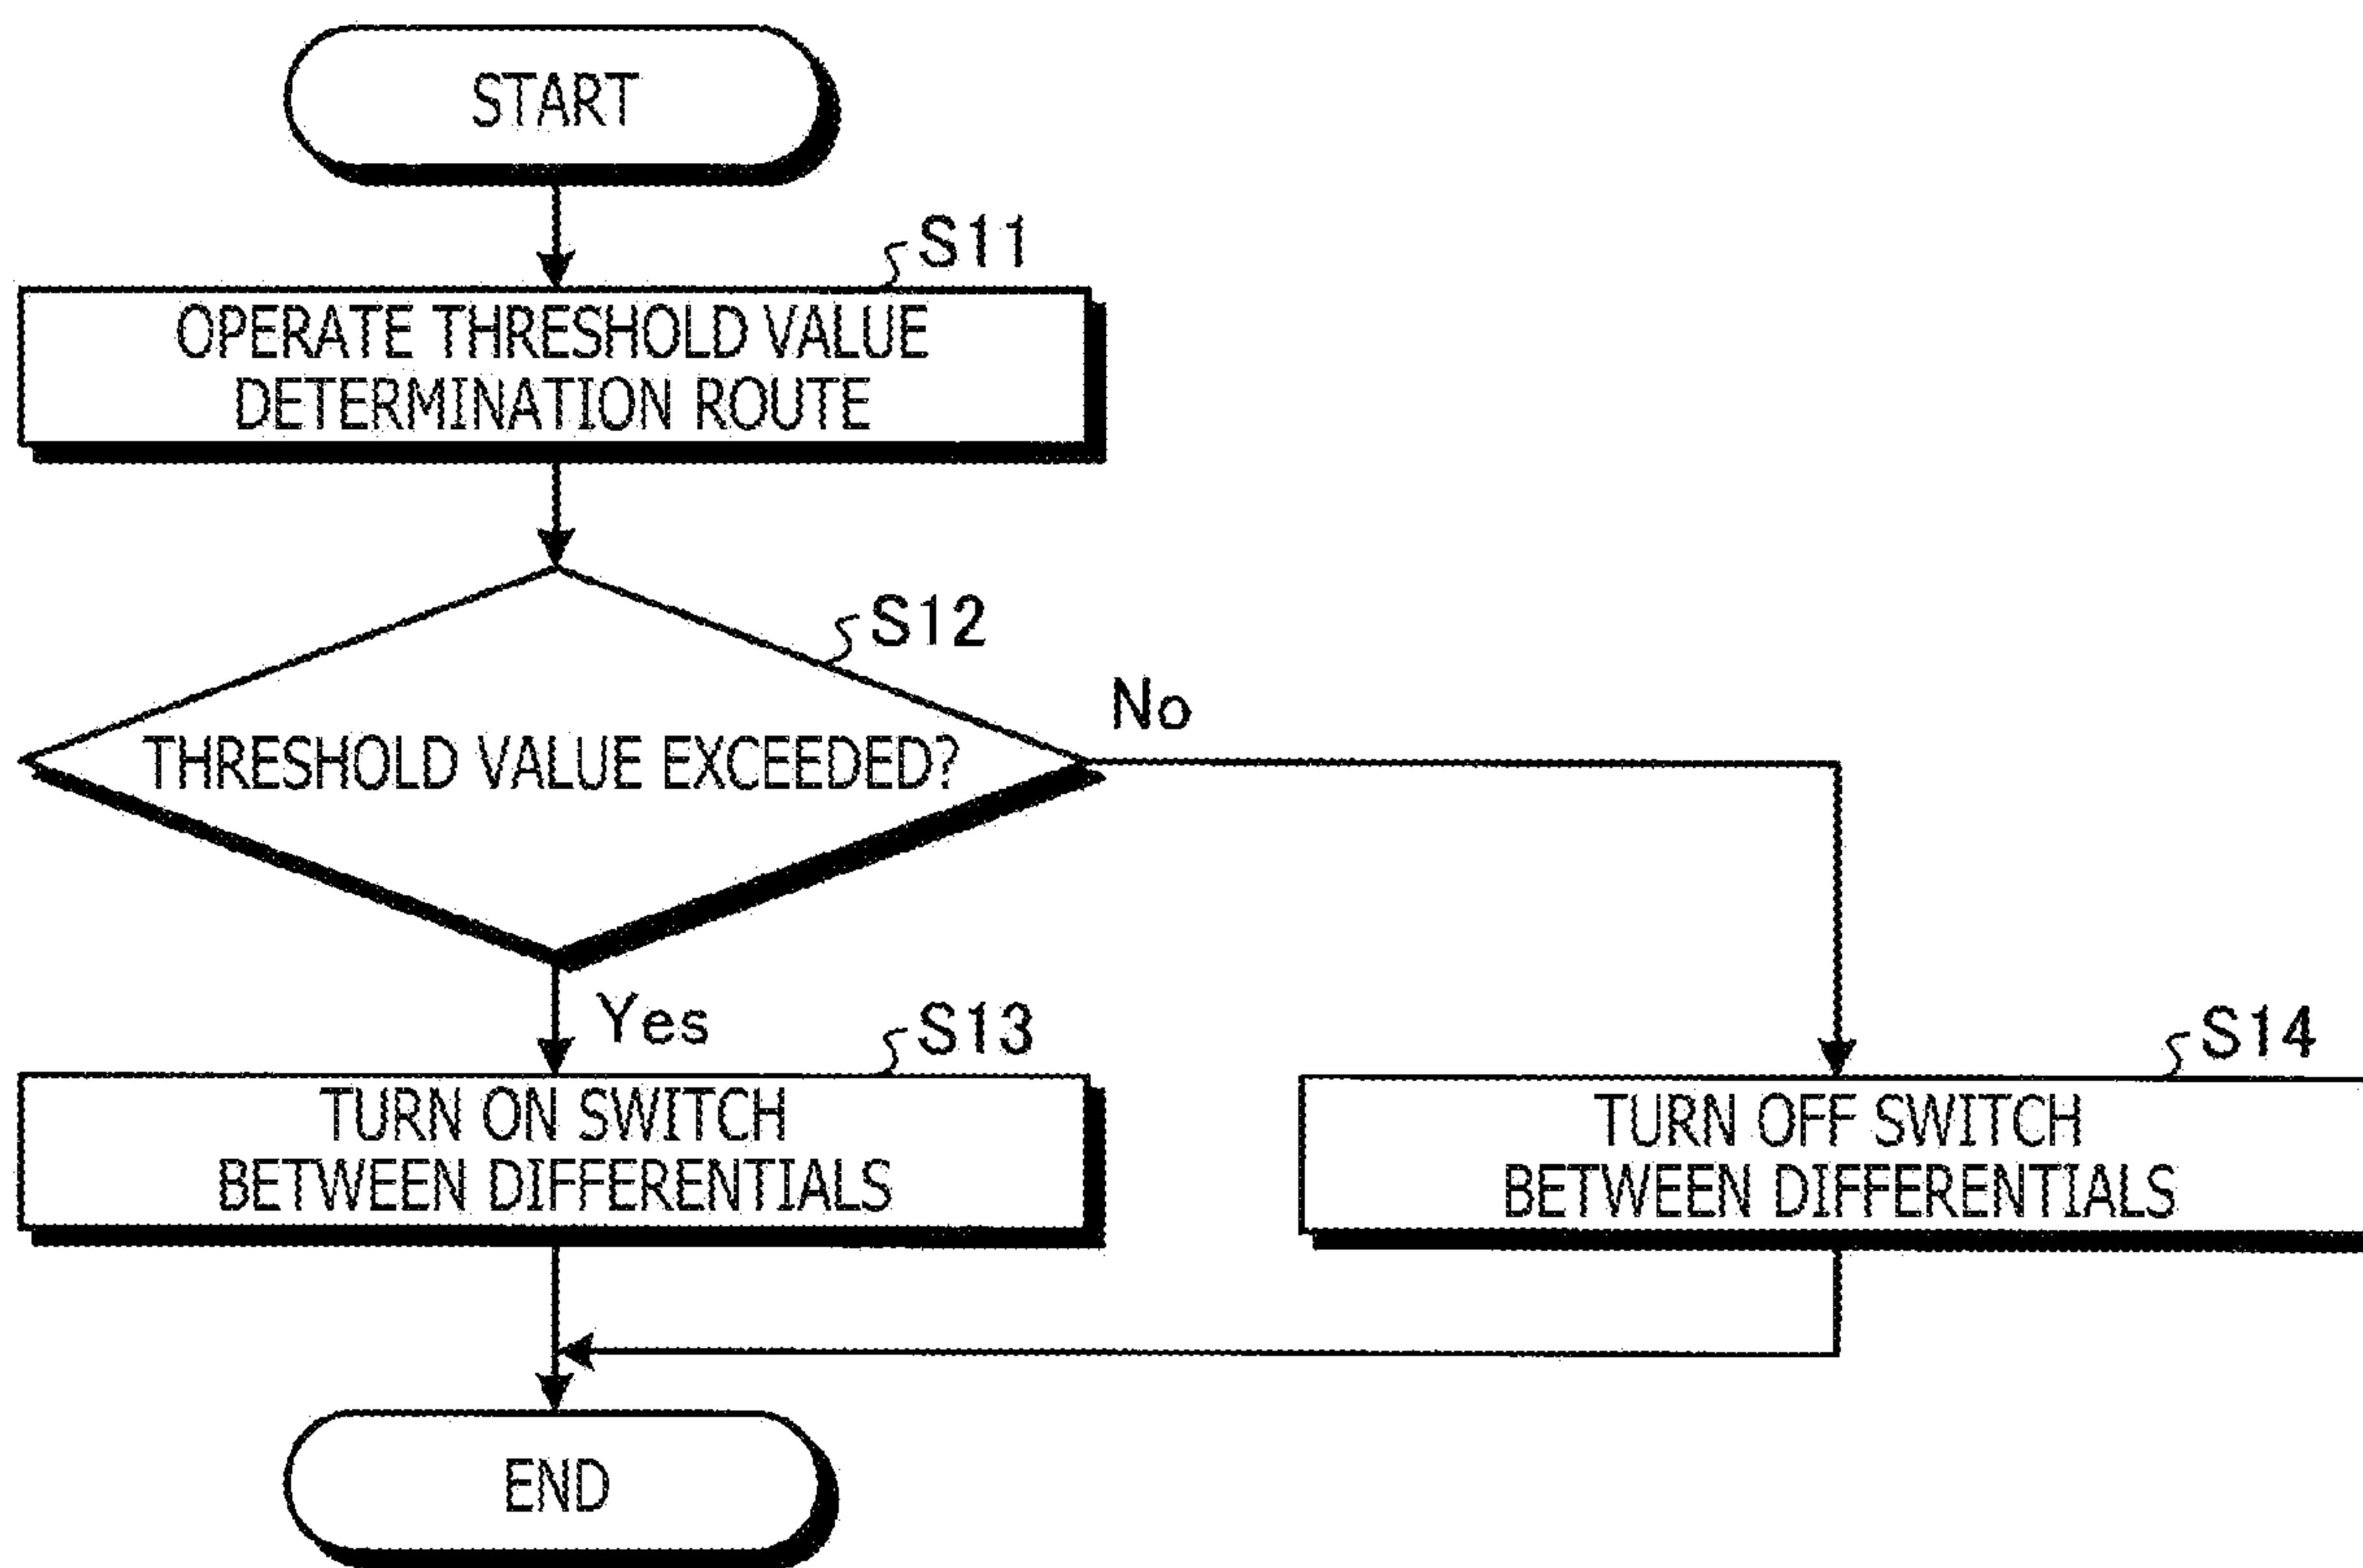 START
S11
OPERATE THRESHOLD VALUE
DETERMINATION ROUTE
S12
No
THRESHOLD VALUE EXCEEDED?
Yes
S13
TURN ON SWITCH
BETWEEN DIFFERENTIALS
S14
TURN OFF SWITCH
BETWEEN DIFFERENTIALS
END